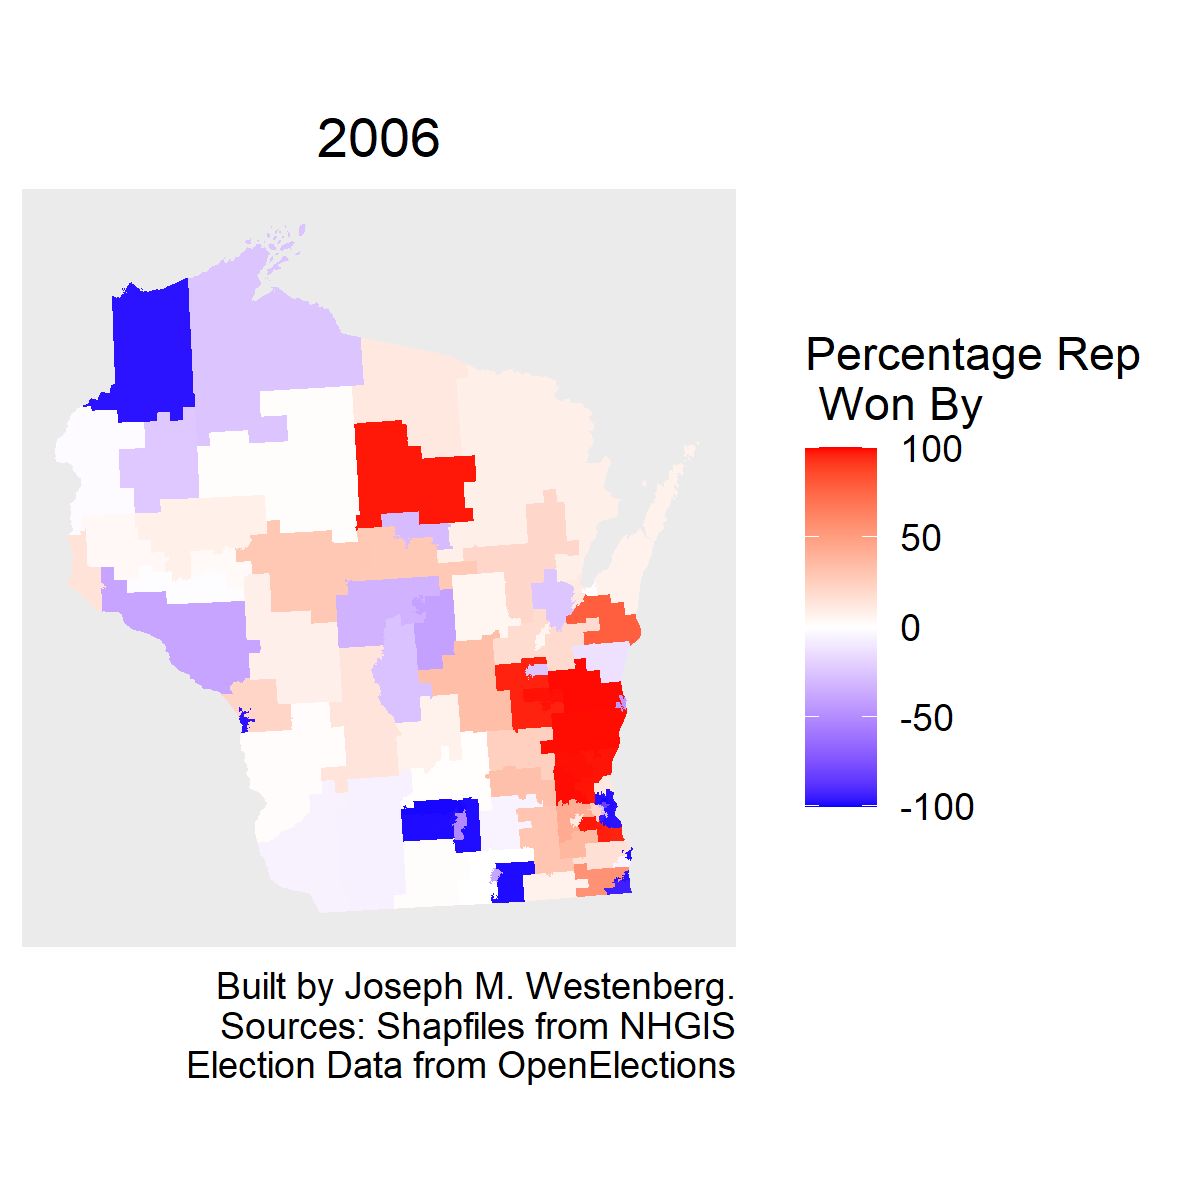 2006
Percentage Rep
Won By
100
50
0
-50
-100
Built by Joseph M. Westenberg.
Sources: Shapfiles from NHGIS
Election Data from OpenElections